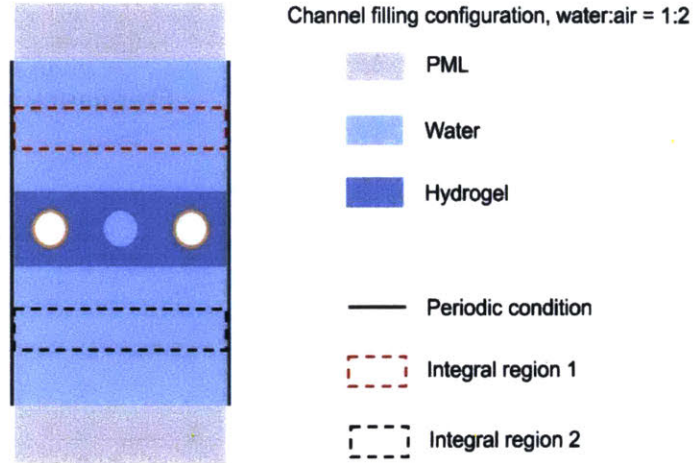 Channel filling configuration, water:air = 1:2
PML
Water
Hydrogel
Periodic condition
Integral region 1
Integral region 2